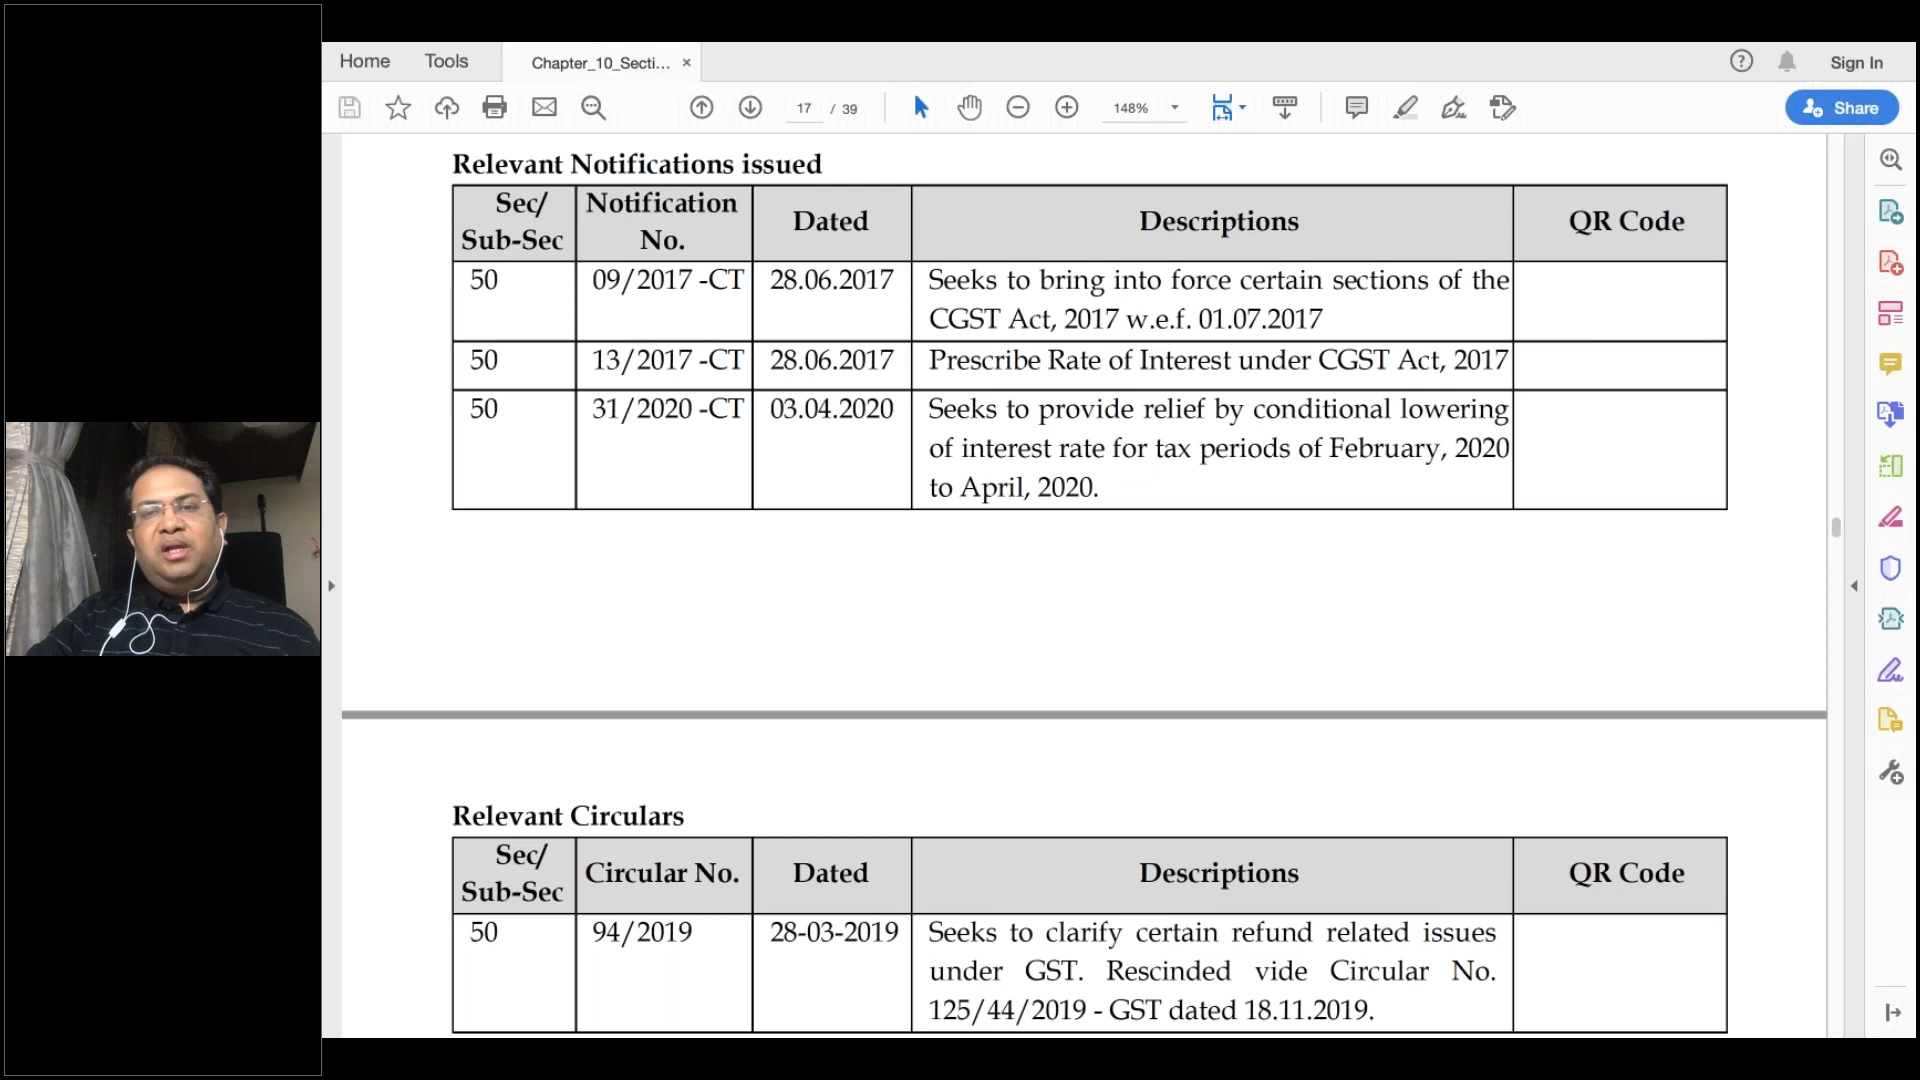 Home Tools Chapter_10_Secti... × Sign In
17 / 39 148% Share
Relevant Notifications issued
Sec/ Sub-Sec Notification No. Dated Descriptions QR Code
50 09/2017 -CT 28.06.2017 Seeks to bring into force certain sections of the
CGST Act, 2017 w.e.f. 01.07.2017
50 13/2017 -CT 28.06.2017 Prescribe Rate of Interest under CGST Act, 2017
50 31/2020 -CT 03.04.2020 Seeks to provide relief by conditional lowering
of interest rate for tax periods of February, 2020
to April, 2020.
Relevant Circulars
Sec/ Sub-Sec Circular No. Dated Descriptions QR Code
50 94/2019 28-03-2019 Seeks to clarify certain refund related issues
under GST. Rescinded vide Circular No.
125/44/2019 - GST dated 18.11.2019.